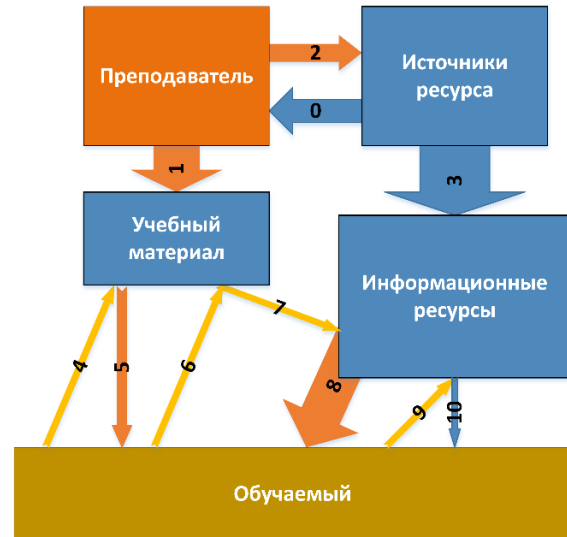 Преподаватель
2
Источники
ресурса
0
1
3
Учебный
материал
Информационные
ресурсы
4
5
6
7
8
9
10
Обучаемый